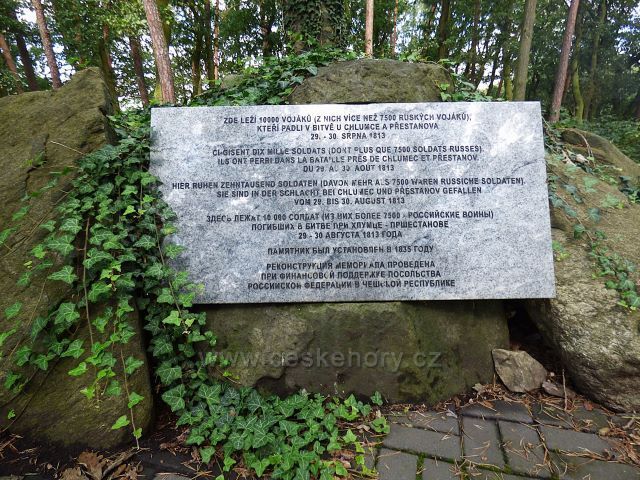 ZDE LEŽÍ 10000 VOJÁKŮ (Z NICH VÍCE NEŽ 7500 RUSKÝCH VOJÁKŮ),
KTEŘÍ PADLI V BITVĚ U CHLUMCE A PŘESTANOVA
29. - 30. SRPNA 1813
CI-GISENT DIX MILLE SOLDATS (DONT PLUS QUE 7500 SOLDATS RUSSES).
ILS ONT PERRI DANS LA BATAILLE PRÈS DE CHLUMEC ET PŘESTANOV.
DU 29. AU 30. AOUT 1813
HIER RUHEN ZEHNTAUSEND SOLDATEN (DAVON MEHR ALS 7500 WAREN RUSSICHE SOLDATEN).
SIE SIND IN DER SCHLACHT BEI CHLUMEC UND PŘESTANOV GEFALLEN
VOM 29. BIS 30. AUGUST 1813
ЗДЕСЬ ЛЕЖАТ 10 000 СОЛДАТ (ИЗ НИХ БОЛЕЕ 7500 - РОССИЙСКИЕ ВОИНЫ)
ПОГИБШИХ В БИТВЕ ПРИ ХЛУМЦЕ - ПРШЕСТАНОВЕ
29 - 30 АВГУСТА 1813 ГОДА
ПАМЯТНИК БЫЛ УСТАНОВЛЕН В 1835 ГОДУ
РЕКОНСТРУКЦИЯ МЕМОРИАЛА ПРОВЕДЕНА
ПРИ ФИНАНСОВОЙ ПОДДЕРЖКЕ ПОСОЛЬСТВА
РОССИЙСКОЙ ФЕДЕРАЦИИ В ЧЕШСКОЙ РЕСПУБЛИКЕ
www.ceskehory.cz